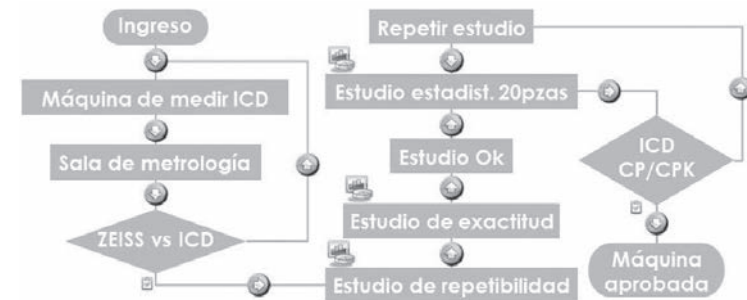 Ingreso
Máquina de medir ICD
Sala de metrología
ZEISS vs ICD
Repetir estudio
Estudio estadist. 20pzas
Estudio Ok
Estudio de exactitud
Estudio de repetibilidad
ICD
CP/CPK
Máquina
aprobada